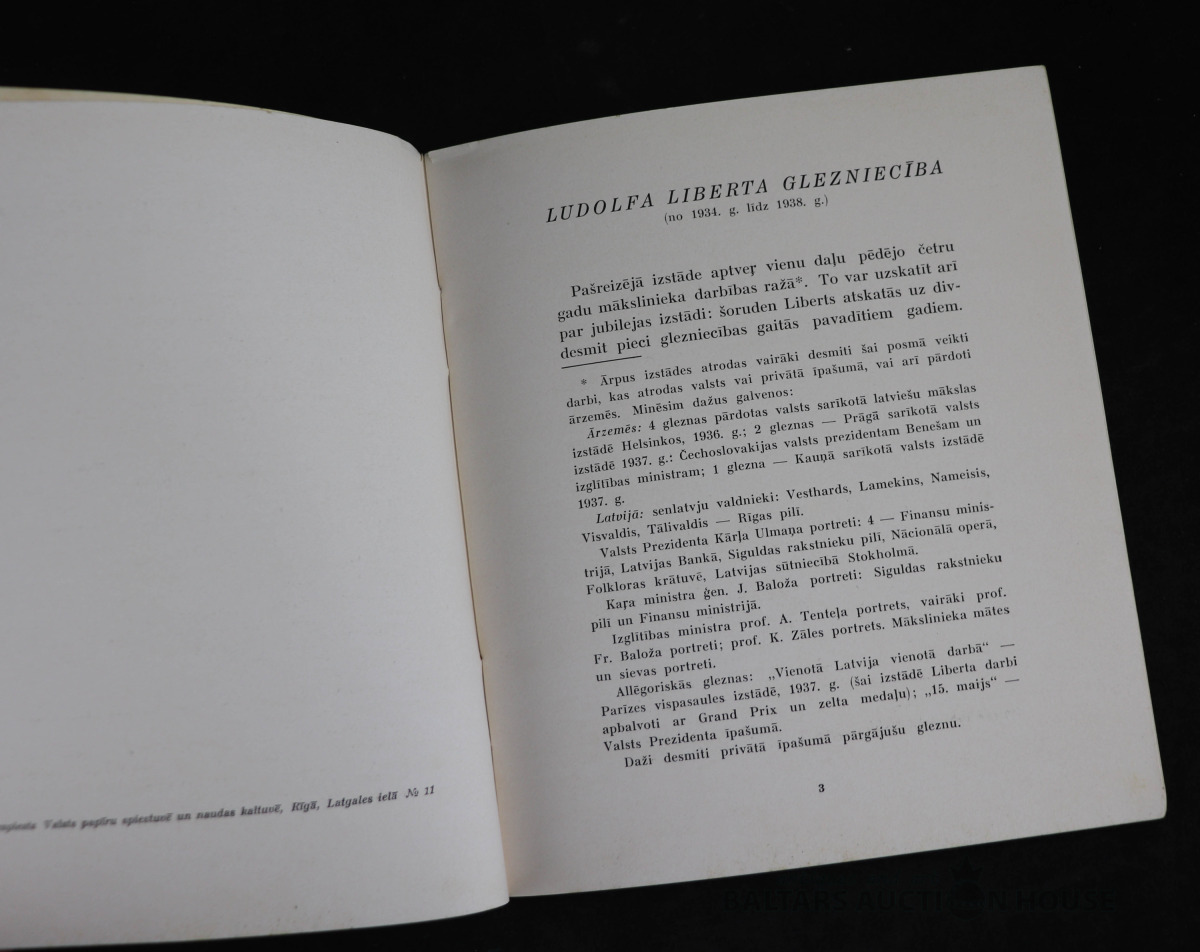 Valsts papīru spiestuvē un naudas kaltuvē, Rīgā, Latgales ielā № 11
LUDOLFA LIBERTA GLEZNIECĪBA
(no 1934. g. līdz 1938. g.)
Pašreizējā izstāde aptveŗ vienu daļu pēdējo četru
gadu mākslinieka darbības ražā*. To var uzskatīt arī
par jubilejas izstādi: šoruden Liberts atskatās uz div-
desmit pieci glezniecības gaitās pavadītiem gadiem.
* Ārpus izstādes atrodas vairāki desmiti šai posmā veikti
darbi, kas atrodas valsts vai privātā īpašumā, vai arī pārdoti
ārzemēs. Minēsim dažus galvenos:
Ārzemēs: 4 gleznas pārdotas valsts sarīkotā latviešu mākslas
izstādē Helsinkos, 1936. g.; 2 gleznas — Prāgā sarīkotā valsts
izstādē 1937. g.: Čechoslovakijas valsts prezidentam Benešam un
izglītības ministram; 1 glezna — Kauņā sarīkotā valsts izstādē
1937. g.
Latvijā: senlatvju valdnieki: Vesthards, Lamekins, Nameisis,
Visvaldis, Tālivaldis — Rīgas pilī.
Valsts Prezidenta Kārļa Ulmaņa portreti: 4 — Finansu minis-
trijā, Latvijas Bankā, Siguldas rakstnieku pilī, Nācionālā operā,
Folkloras krātuvē, Latvijas sūtniecībā Stokholmā.
Kaŗa ministra ģen. J. Baloža portreti: Siguldas rakstnieku
pilī un Finansu ministrijā.
Izglītības ministra prof. A. Tenteļa portrets, vairāki prof.
Fr. Baloža portreti; prof. K. Zāles portrets. Mākslinieka mātes
un sievas portreti.
Allēgoriskās gleznas: „Vienotā Latvija vienotā darbā“ —
Parīzes vispasaules izstādē, 1937. g. (šai izstādē Liberta darbi
apbalvoti ar Grand Prix un zelta medaļu); „15. maijs“ —
Valsts Prezidenta īpašumā.
Daži desmiti privātā īpašumā pārgājušu gleznu.
3
BALTARS AUCTION HOUSE